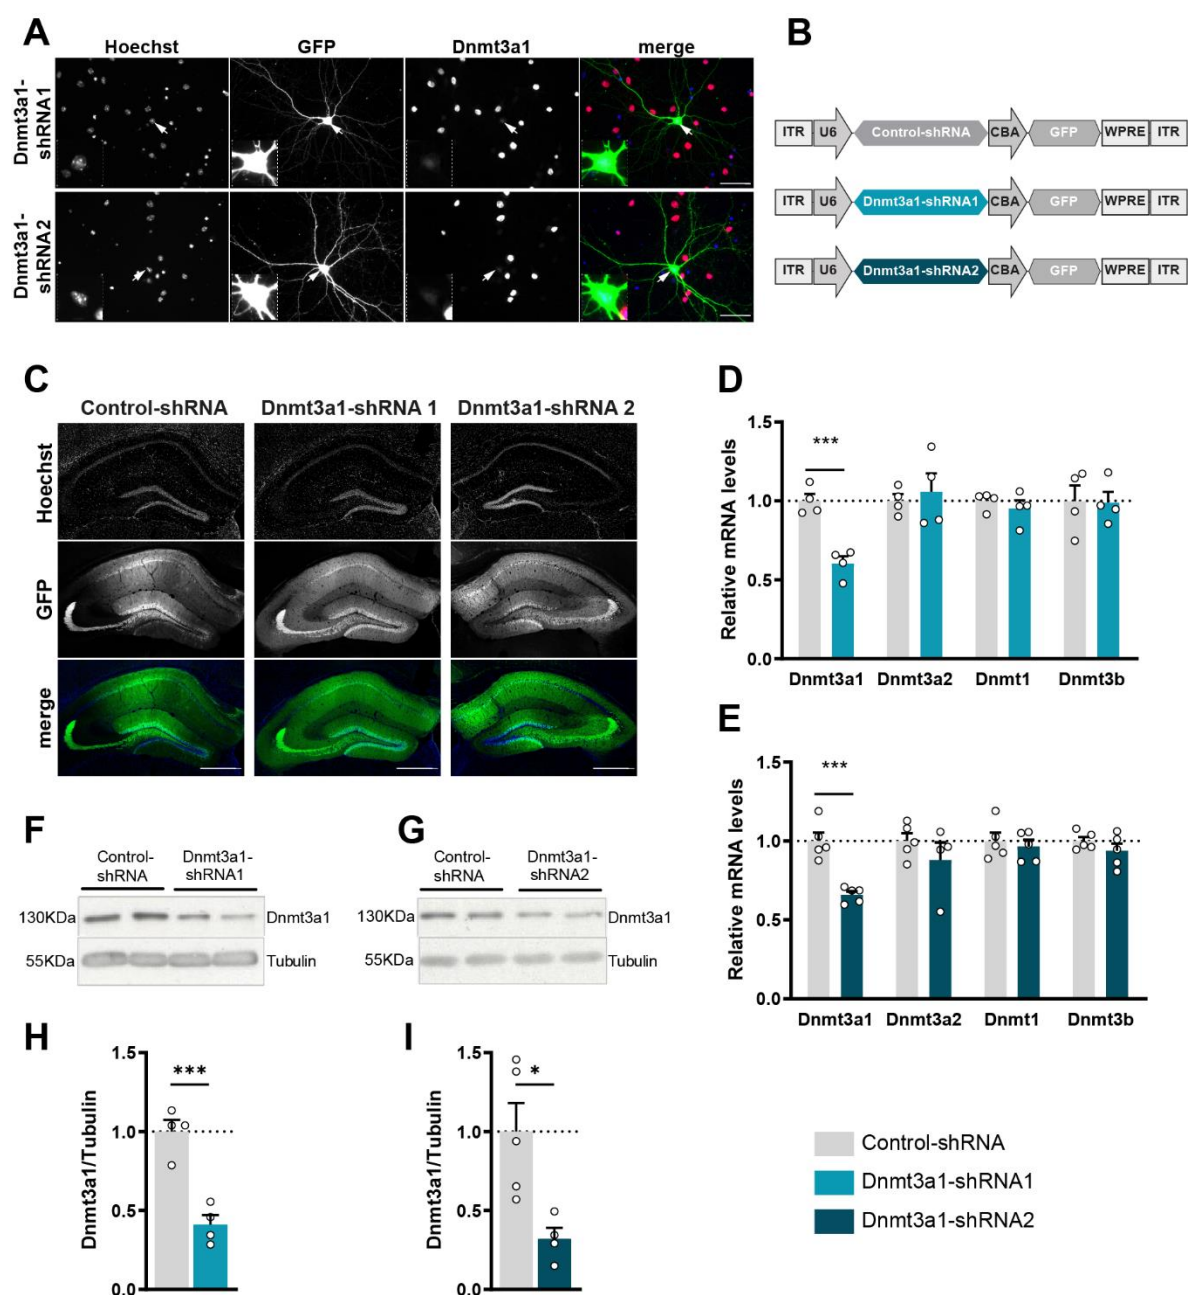 A
Hoechst
GFP
Dnmt3a1
merge
Dnmt3a1-
shRNA1
Dnmt3a1-
shRNA2
B
ITR U6 Control-shRNA CBA GFP WPRE ITR
ITR U6 Dnmt3a1-shRNA1 CBA GFP WPRE ITR
ITR U6 Dnmt3a1-shRNA2 CBA GFP WPRE ITR
C
Control-shRNA
Dnmt3a1-shRNA 1
Dnmt3a1-shRNA 2
Hoechst
GFP
merge
D
Relative mRNA levels
1.5
1.0
0.5
0.0
***
Dnmt3a1
Dnmt3a2
Dnmt1
Dnmt3b
E
Relative mRNA levels
1.5
1.0
0.5
0.0
***
Dnmt3a1
Dnmt3a2
Dnmt1
Dnmt3b
F
Control-
shRNA
Dnmt3a1-
shRNA1
130KDa
Dnmt3a1
55KDa
Tubulin
G
Control-
shRNA
Dnmt3a1-
shRNA2
130KDa
Dnmt3a1
55KDa
Tubulin
H
Dnmt3a1/Tubulin
1.5
1.0
0.5
0.0
***
I
Dnmt3a1/Tubulin
1.5
1.0
0.5
0.0
*
Control-shRNA
Dnmt3a1-shRNA1
Dnmt3a1-shRNA2